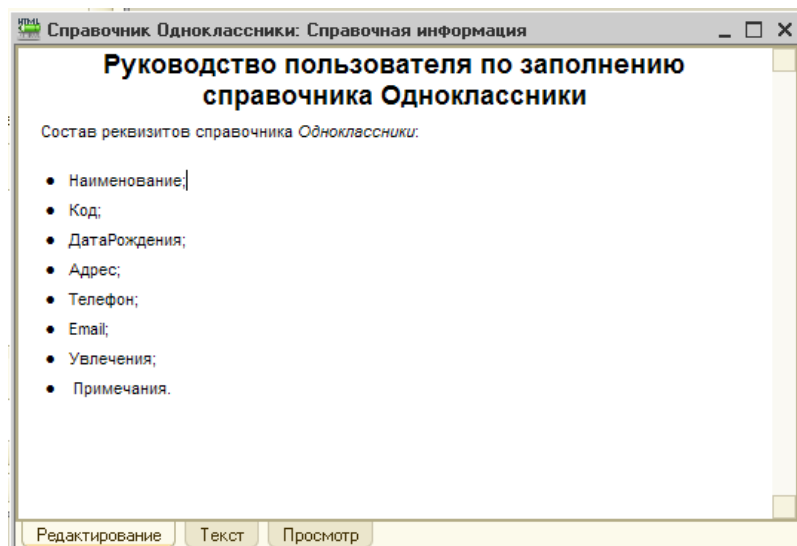 Справочник Одноклассники: Справочная информация
Руководство пользователя по заполнению
справочника Одноклассники
Состав реквизитов справочника Одноклассники:
• Наименование;
• Код;
• ДатаРождения;
• Адрес;
• Телефон;
• Email;
• Увлечения;
• Примечания.
Редактирование Текст Просмотр